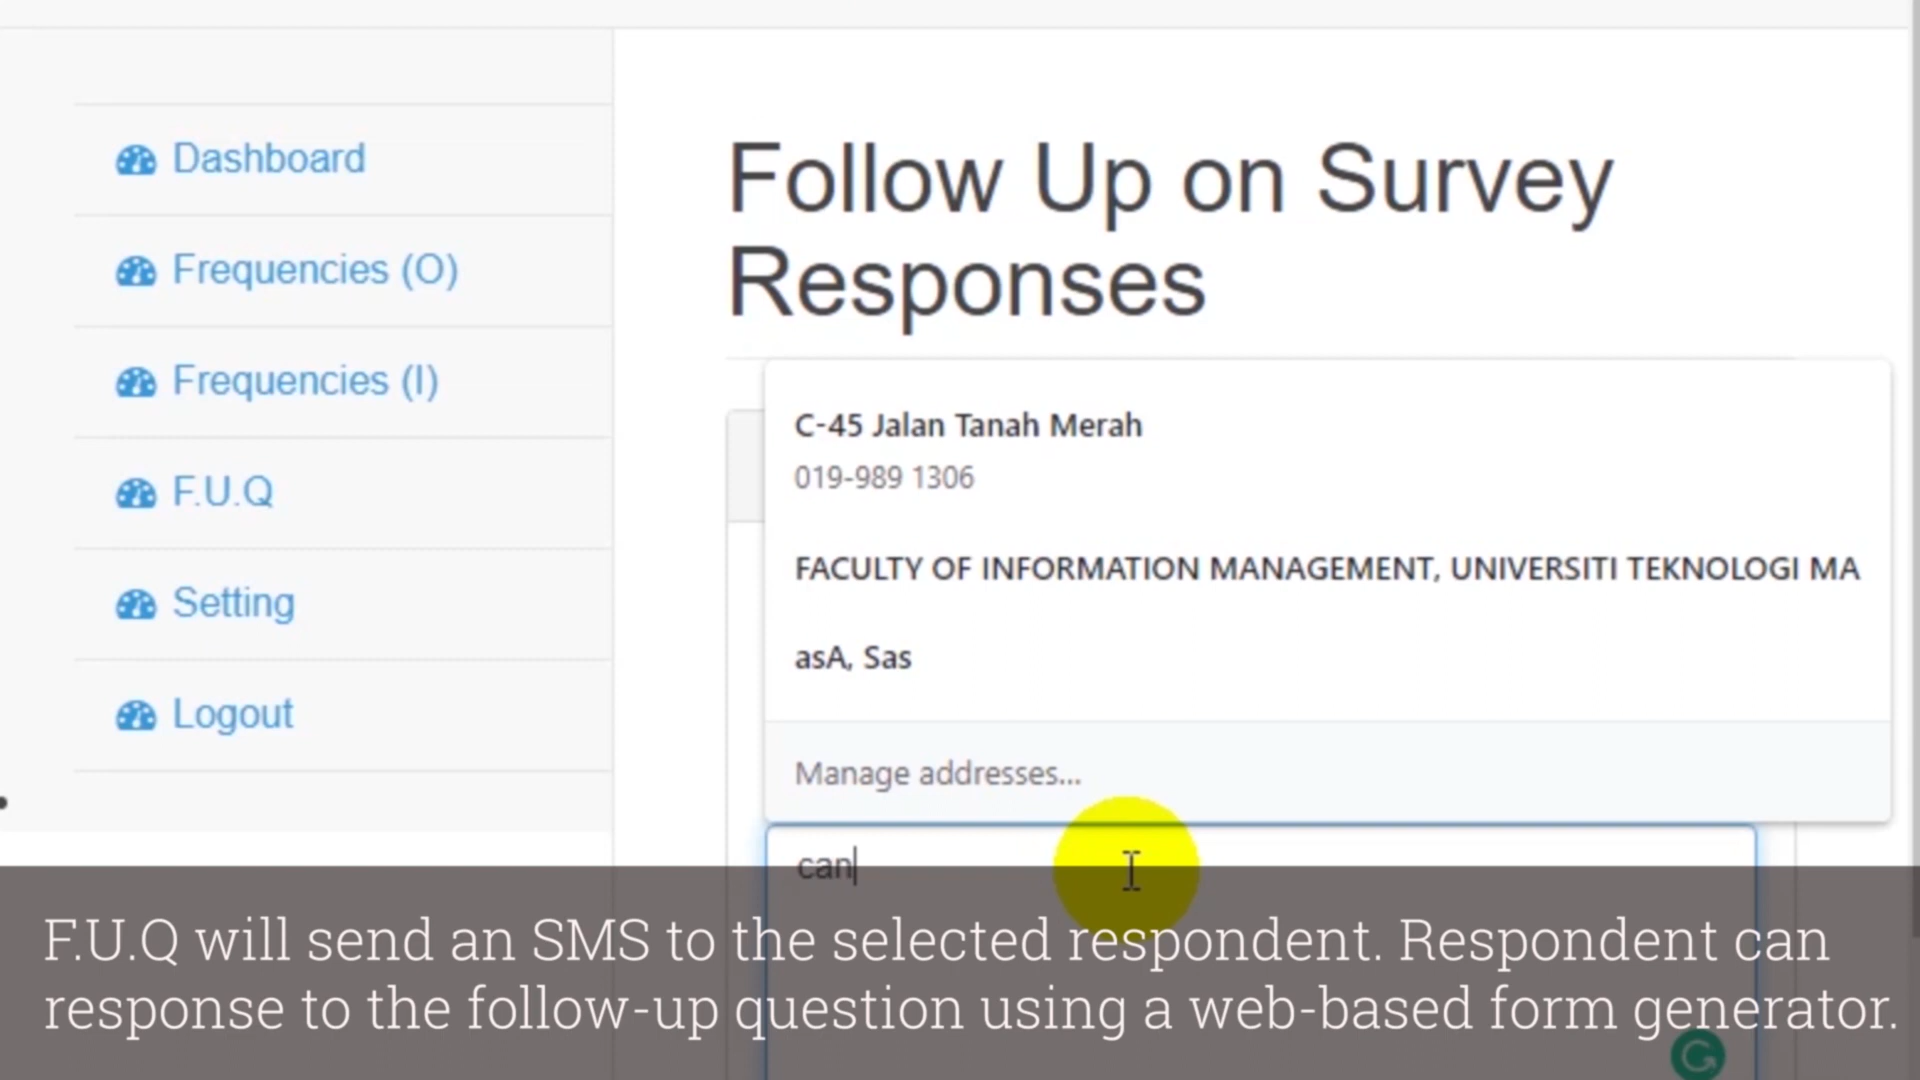 Dashboard
Frequencies (O)
Frequencies (I)
F.U.Q
Setting
Logout
Follow Up on Survey
Responses
C-45 Jalan Tanah Merah
019-989 1306
FACULTY OF INFORMATION MANAGEMENT, UNIVERSITI TEKNOLOGI MA
asA, Sas
Manage addresses...
can
F.U.Q will send an SMS to the selected respondent. Respondent can
response to the follow-up question using a web-based form generator.